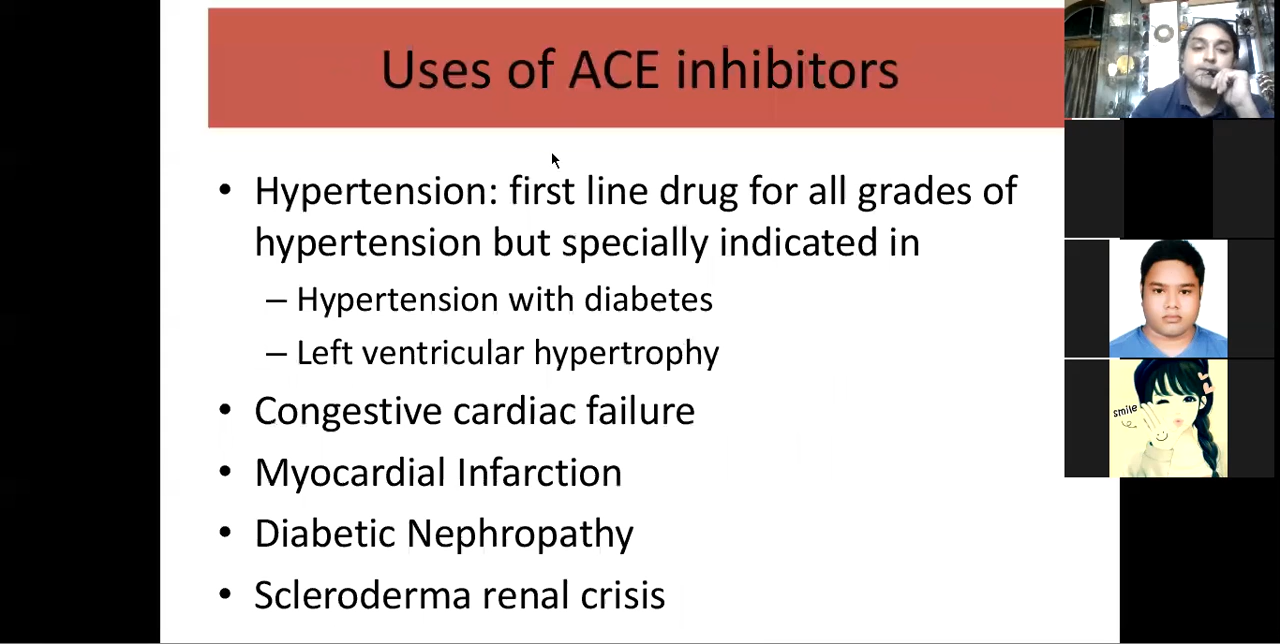 Uses of ACE inhibitors
• Hypertension: first line drug for all grades of
hypertension but specially indicated in
– Hypertension with diabetes
– Left ventricular hypertrophy
• Congestive cardiac failure
• Myocardial Infarction
• Diabetic Nephropathy
• Scleroderma renal crisis
smile